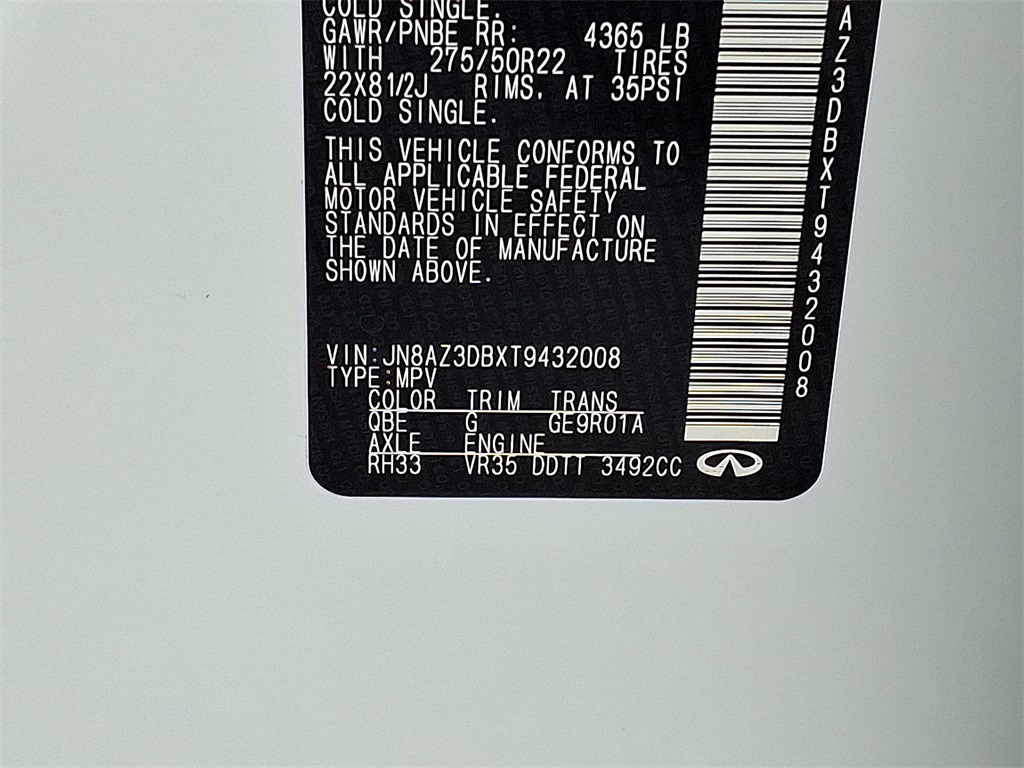 COLD SINGLE.
GAWR/PNBE RR: 4365 LB
WITH 275/50R22 TIRES
22X81/2J RIMS. AT 35PSI
COLD SINGLE.
THIS VEHICLE CONFORMS TO
ALL APPLICABLE FEDERAL
MOTOR VEHICLE SAFETY
STANDARDS IN EFFECT ON
THE DATE OF MANUFACTURE
SHOWN ABOVE.
VIN:JN8AZ3DBXT9432008
TYPE:MPV
COLOR TRIM TRANS
QBE G GE9R01A
AXLE ENGINE
RH33 VR35 DDTT 3492CC
AZ3DBXT9432008